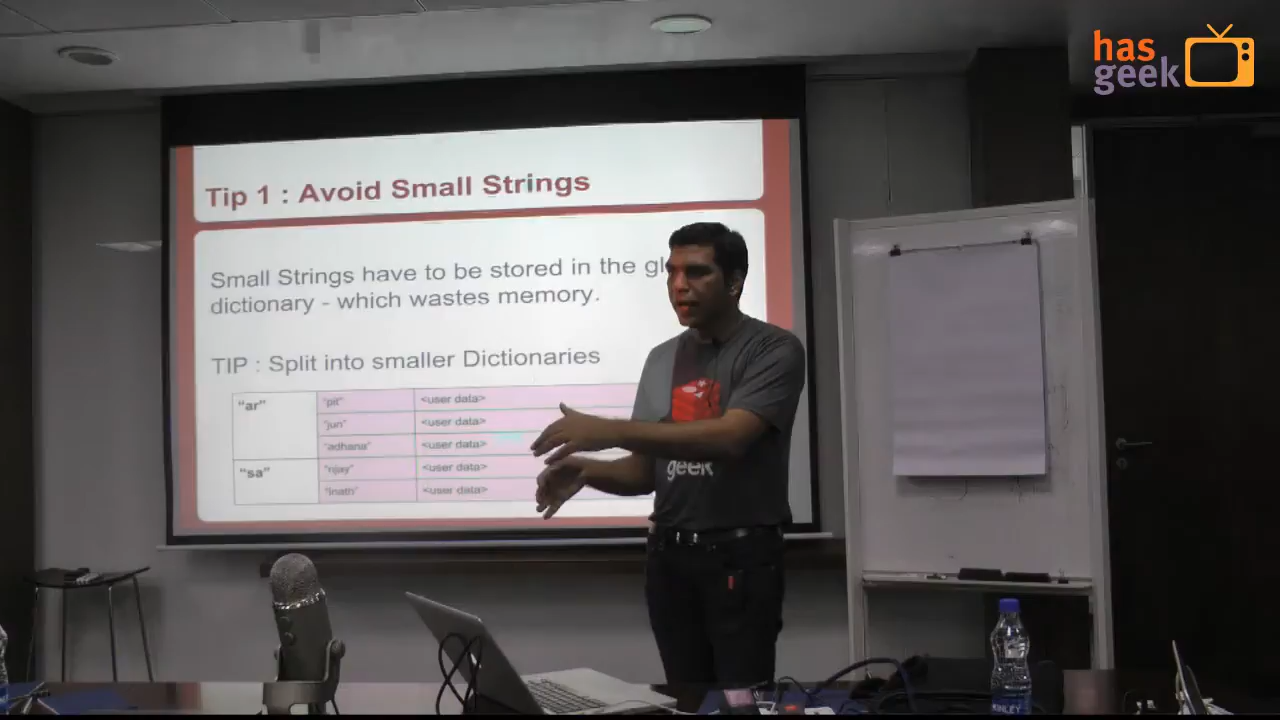 has
geek
Tip 1 : Avoid Small Strings
Small Strings have to be stored in the
dictionary - which wastes memory.
TIP : Split into smaller Dictionaries
"ar" "pit" <user data>
"jun" <user data>
"adhana" <user data>
"sa" "njay" <user data>
"inath" <user data>
geek
KINLEY